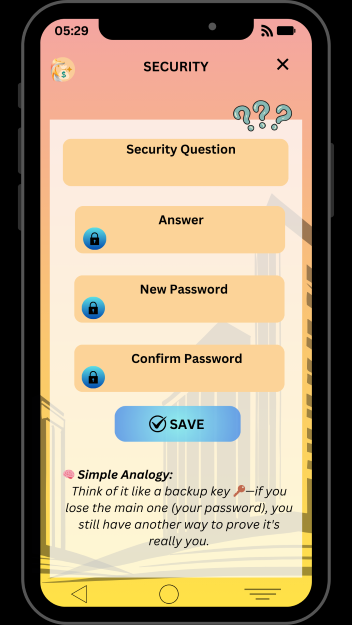 05:29
SECURITY
???
Security Question
Answer
New Password
Confirm Password
SAVE
🧠 Simple Analogy:
Think of it like a backup key 🔑—if you
lose the main one (your password), you
still have another way to prove it's
really you.